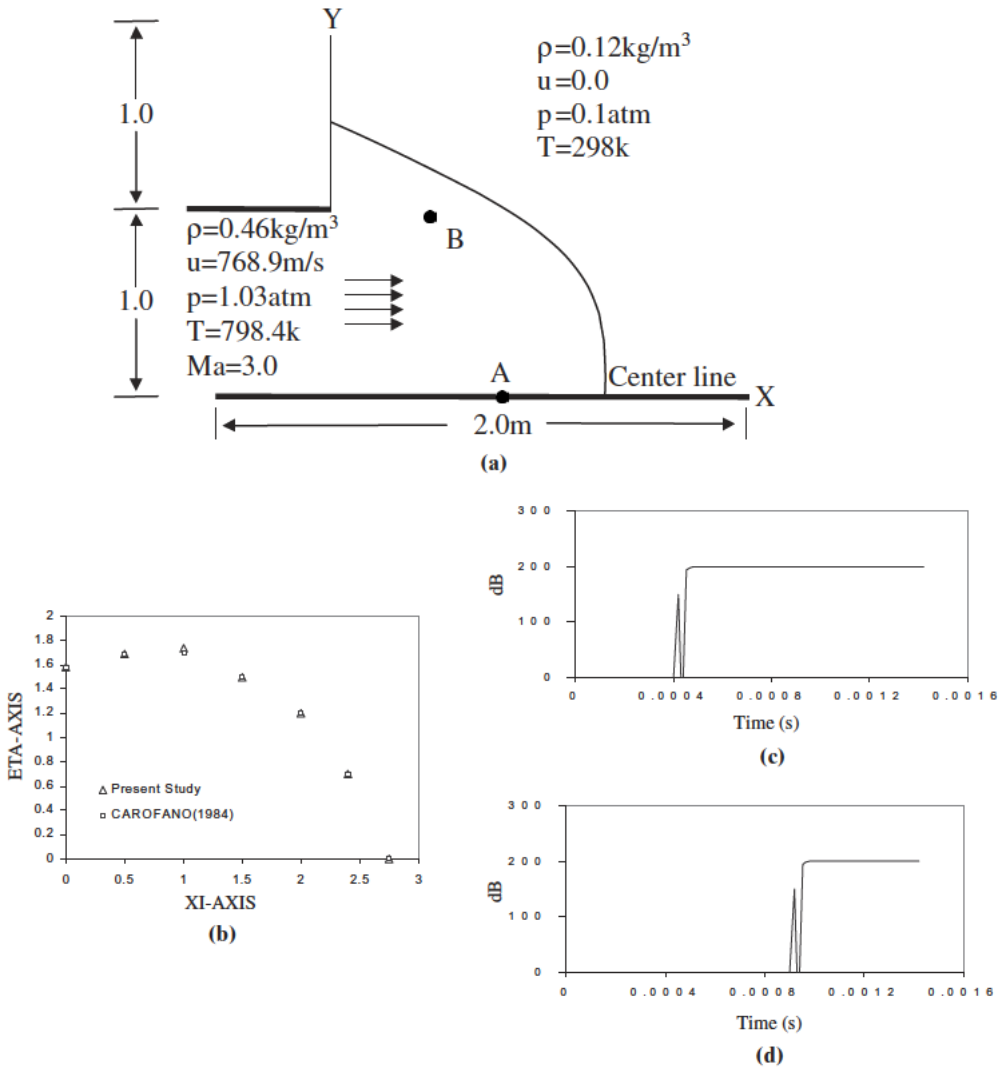 Y
ρ=0.12kg/m³
u=0.0
p=0.1atm
T=298k
1.0
B
ρ=0.46kg/m³
u=768.9m/s
p=1.03atm
T=798.4k
Ma=3.0
1.0
A
Center line
X
2.0m
(a)
ETA-AXIS
2
1.8
1.6
1.4
1.2
1
0.8
0.6
0.4
0.2
0
Present Study
CAROFANO(1984)
0 0.5 1 1.5 2 2.5 3
XI-AXIS
(b)
dB
300
200
100
0
0 0.0004 0.0008 0.0012 0.0016
Time (s)
(c)
dB
300
200
100
0
0 0.0004 0.0008 0.0012 0.0016
Time (s)
(d)